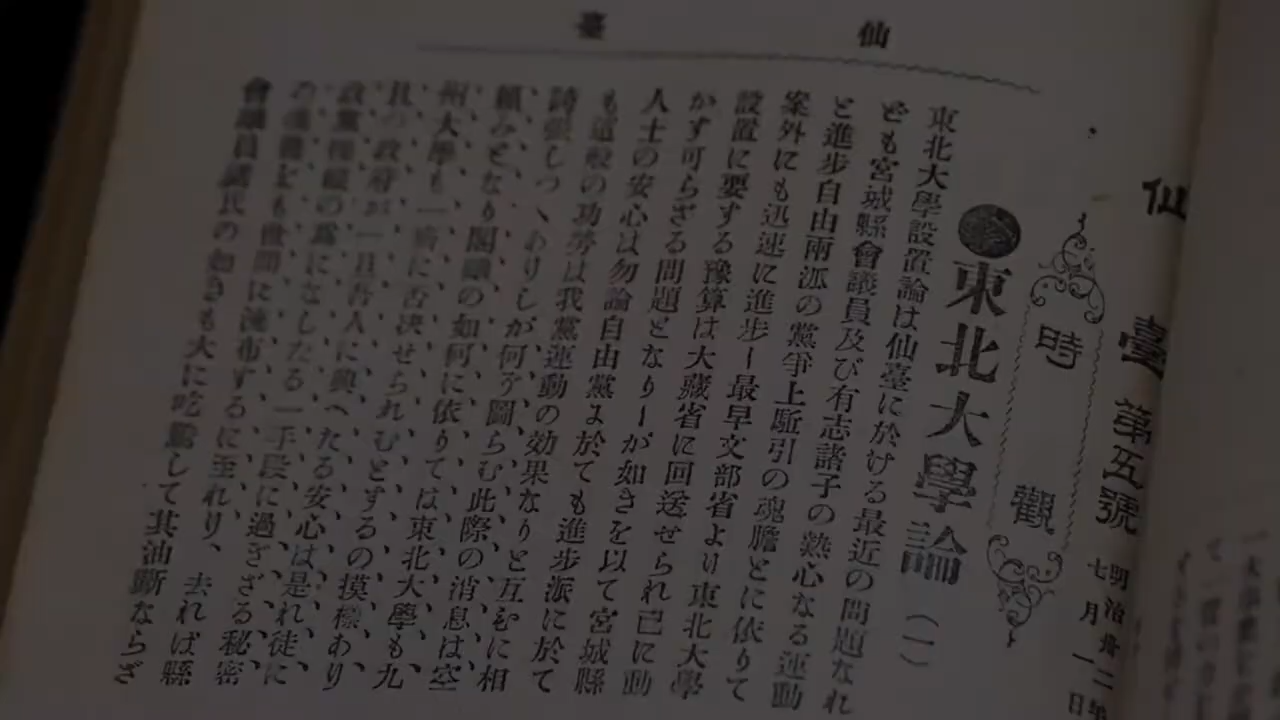 仙臺
仙臺 第五號 明治卅二年
七月一日
時觀
東北大學論（一）
東北大學設置論は仙臺に於ける最近の問題なれ
ども宮城縣會議員及び有志諸子の熱心なる運動
と進步自由兩派の黨爭上駈引の魂膽とに依りて
案外にも迅速に進步し最早文部省より東北大學
設置に要する豫算は大藏省に回送せられ已に動
かす可らざる問題となりしが如きを以て宮城縣
人士の安心は勿論自由黨よ於ても進步派に於て
も這般の功勞は我黨運動の効果なりと互ゐに相
誇張しつゝありしが何ぞ圖らむ此際の消息は空
賴みとなり閣議の如何に依りては東北大學も九
州大學も一齊に否决せられむとするの摸樣あり
且の政府が一旦吾人に與へたる安心は是れ徒に
政黨操縱の爲になしたる一手段に過ぎざる秘密
の魂膽をも世間に流布するに至れり、去れば縣
會議員諸氏の如きも大に吃驚して其油斷ならざ